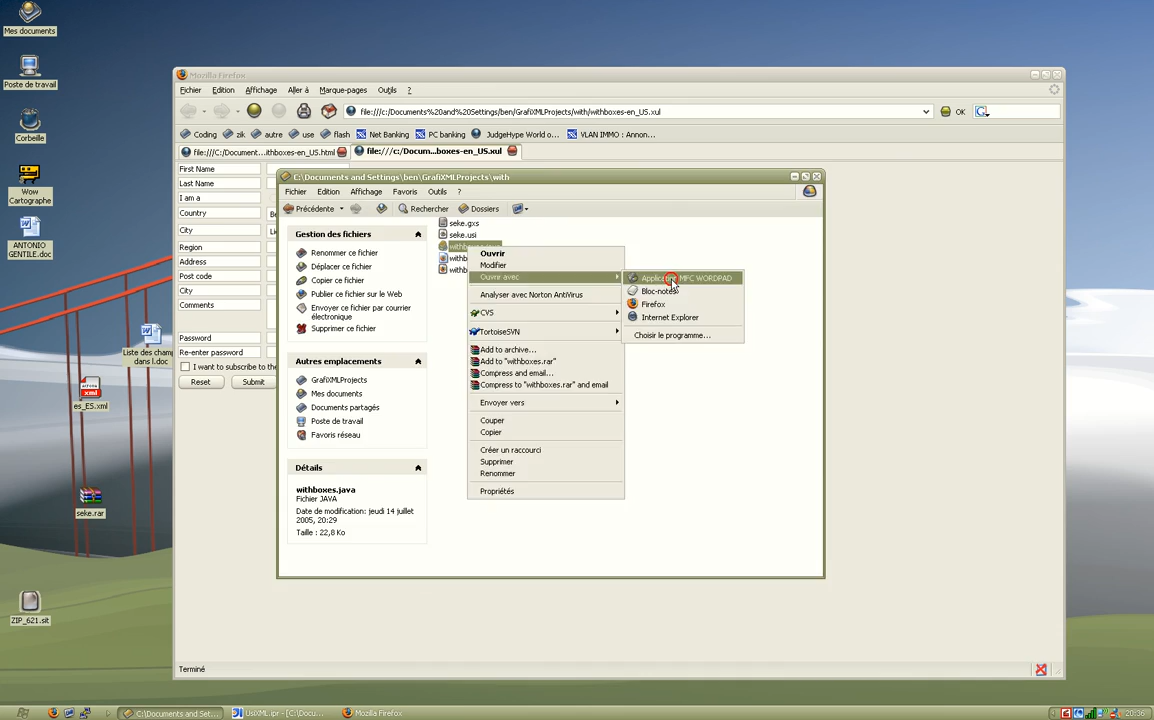 Mes documents
Poste de travail
Corbeille
Wow
Cartographe
ANTONIO
GENTILE.doc
Liste des cham
dans l.doc
es_ES.xml
seke.rar
ZIP_621.sit
Mozilla Firefox
Fichier Edition Affichage Aller à Marque-pages Outils ?
file:///c:/Documents%20and%20Settings/ben/GrafiXMLProjects/with/withboxes-en_US.xul
OK
Coding zik autre use flash Net Banking PC banking JudgeHype World o... VLAN IMMO : Annon...
file:///C:/Document...ithboxes-en_US.html file:///c:/Docum...boxes-en_US.xul
First Name
Last Name
I am a
Country
City
Region
Address
Post code
City
Comments
Password
Re-enter password
I want to subscribe to the
Reset Submit
C:\Documents and Settings\ben\GrafiXMLProjects\with
Fichier Edition Affichage Favoris Outils ?
Précédente Rechercher Dossiers
Gestion des fichiers
Renommer ce fichier
Déplacer ce fichier
Copier ce fichier
Publier ce fichier sur le Web
Envoyer ce fichier par courrier
électronique
Supprimer ce fichier
Autres emplacements
GrafiXMLProjects
Mes documents
Documents partagés
Poste de travail
Favoris réseau
Détails
withboxes.java
Fichier JAVA
Date de modification: jeudi 14 juillet
2005, 20:29
Taille : 22,8 Ko
seke.gxs
seke.usi
Ouvrir
Modifier
Ouvrir avec
Analyser avec Norton AntiVirus
CVS
TortoiseSVN
Add to archive...
Add to "withboxes.rar"
Compress and email...
Compress to "withboxes.rar" and email
Envoyer vers
Couper
Copier
Créer un raccourci
Supprimer
Renommer
Propriétés
Application MFC WORDPAD
Bloc-notes
Firefox
Internet Explorer
Choisir le programme...
Terminé
C:\Documents and Set... UsiXML.ipr - [C:\Docu... Mozilla Firefox
20:36